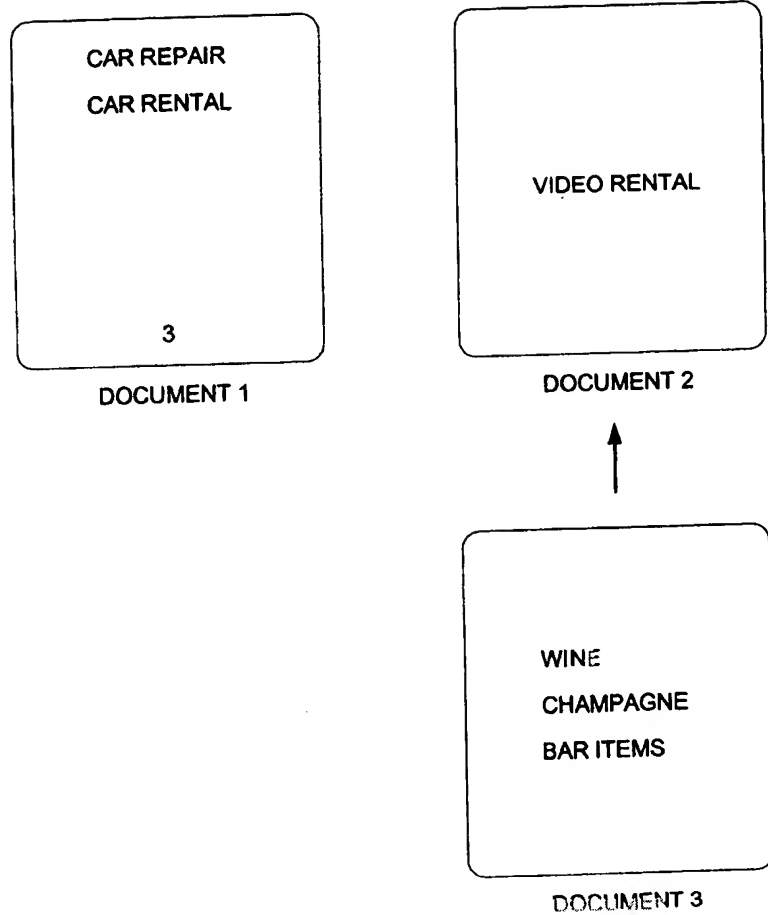 CAR REPAIR
CAR RENTAL
3
DOCUMENT 1
VIDEO RENTAL
DOCUMENT 2
WINE
CHAMPAGNE
BAR ITEMS
DOCUMENT 3